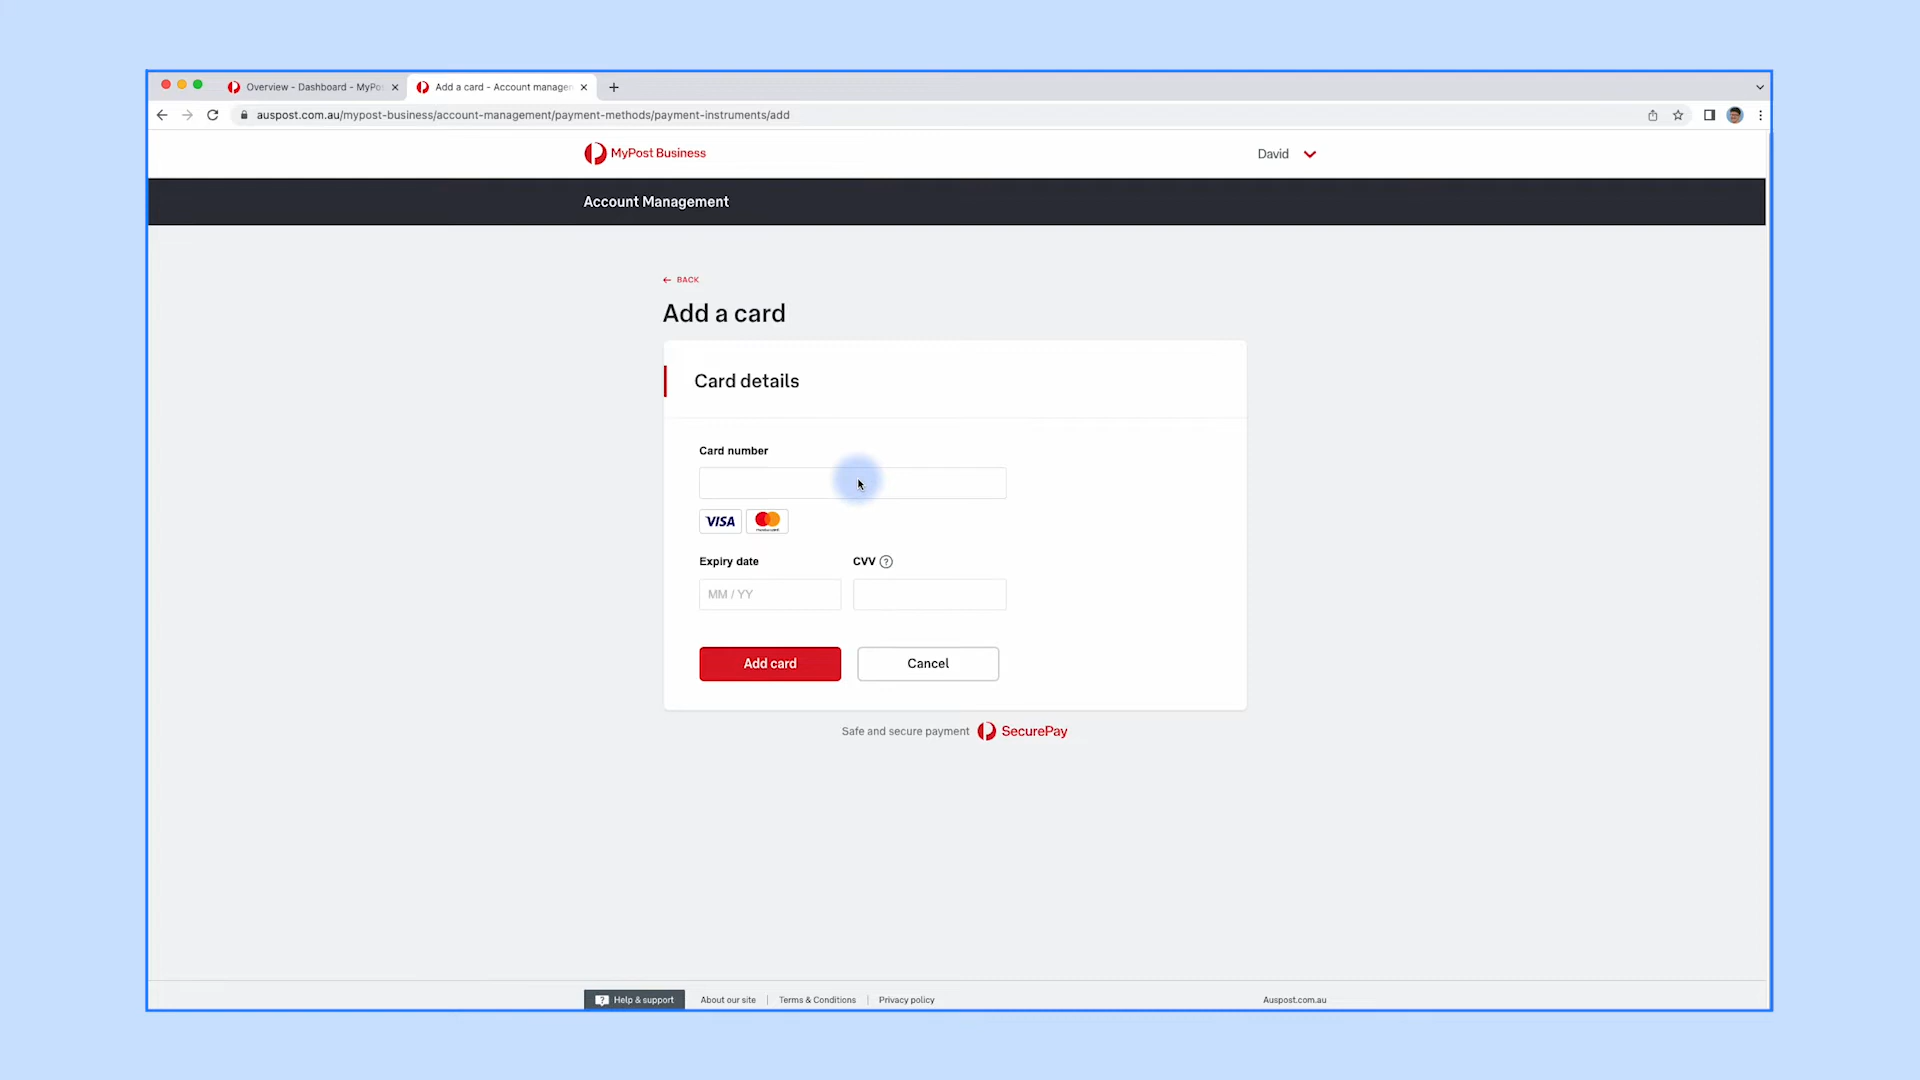 Overview - Dashboard - MyPo
Add a card - Account managen
auspost.com.au/mypost-business/account-management/payment-methods/payment-instruments/add
MyPost Business
David
Account Management
BACK
Add a card
Card details
Card number
VISA
Expiry date
CVV ?
MM / YY
Add card
Cancel
Safe and secure payment
SecurePay
? Help & support
About our site
Terms & Conditions
Privacy policy
Auspost.com.au